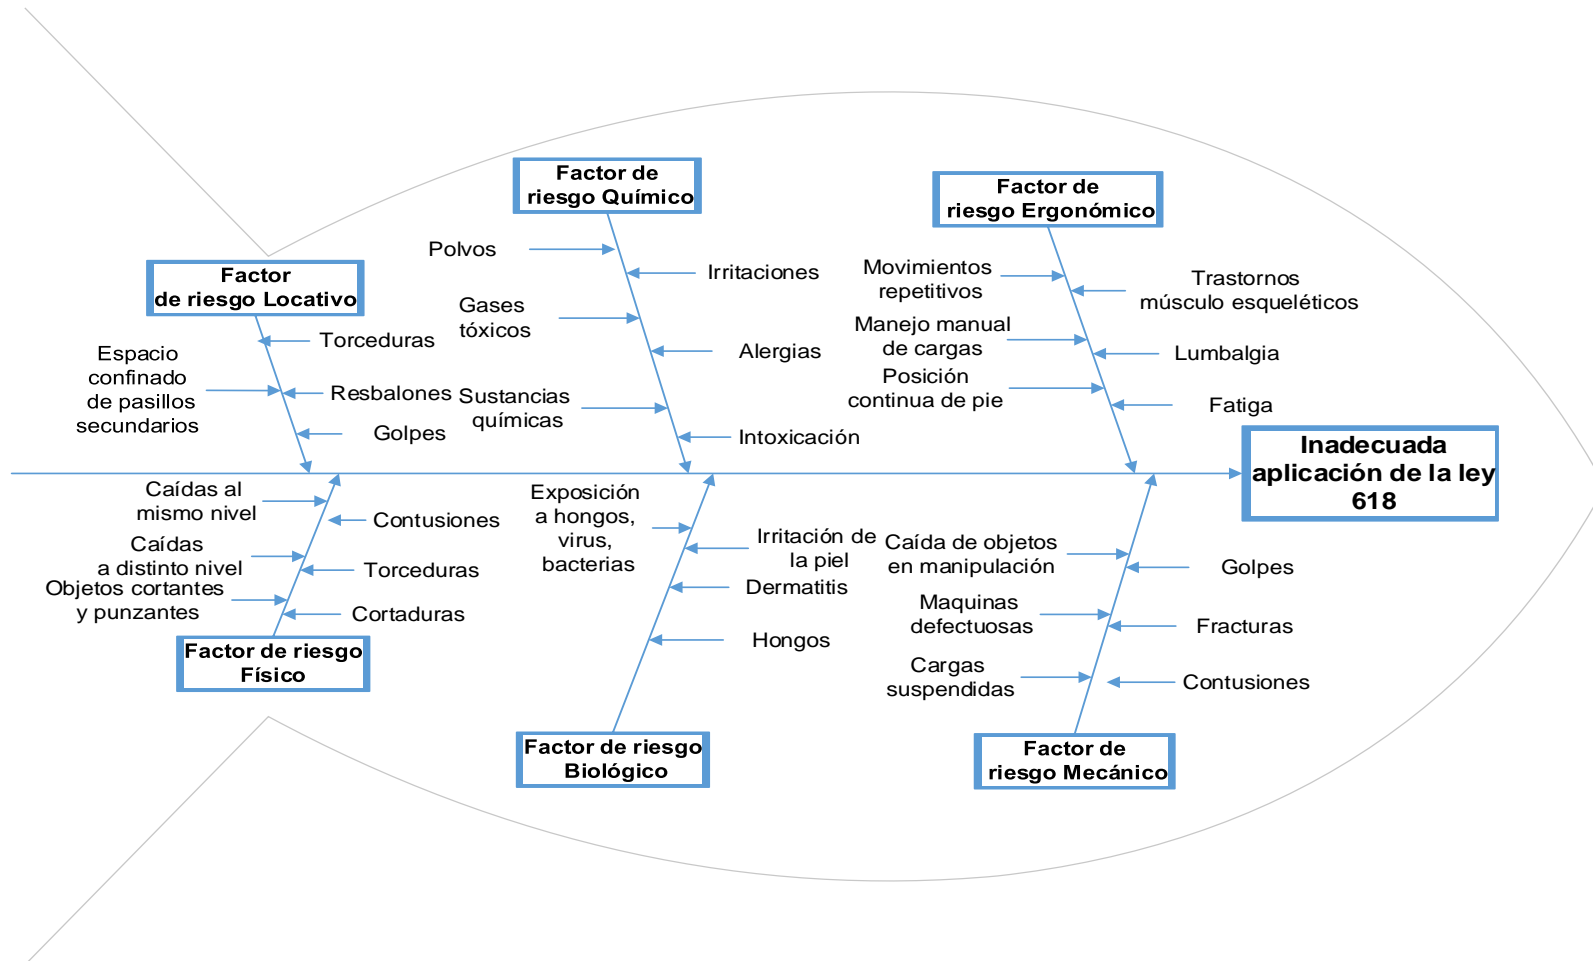 Factor de
riesgo Químico
Factor de
riesgo Ergonómico
Factor
de riesgo Locativo
Polvos
Irritaciones
Gases
tóxicos
Alergias
Sustancias
químicas
Intoxicación
Movimientos
repetitivos
Trastornos
músculo esqueléticos
Manejo manual
de cargas
Lumbalgia
Posición
continua de pie
Fatiga
Torceduras
Espacio
confinado
de pasillos
secundarios
Resbalones
Golpes
Inadecuada
aplicación de la ley
618
Caídas al
mismo nivel
Contusiones
Caídas
a distinto nivel
Torceduras
Objetos cortantes
y punzantes
Cortaduras
Factor de riesgo
Físico
Exposición
a hongos,
virus,
bacterias
Irritación de
la piel
Dermatitis
Hongos
Factor de riesgo
Biológico
Caída de objetos
en manipulación
Golpes
Maquinas
defectuosas
Fracturas
Cargas
suspendidas
Contusiones
Factor de
riesgo Mecánico